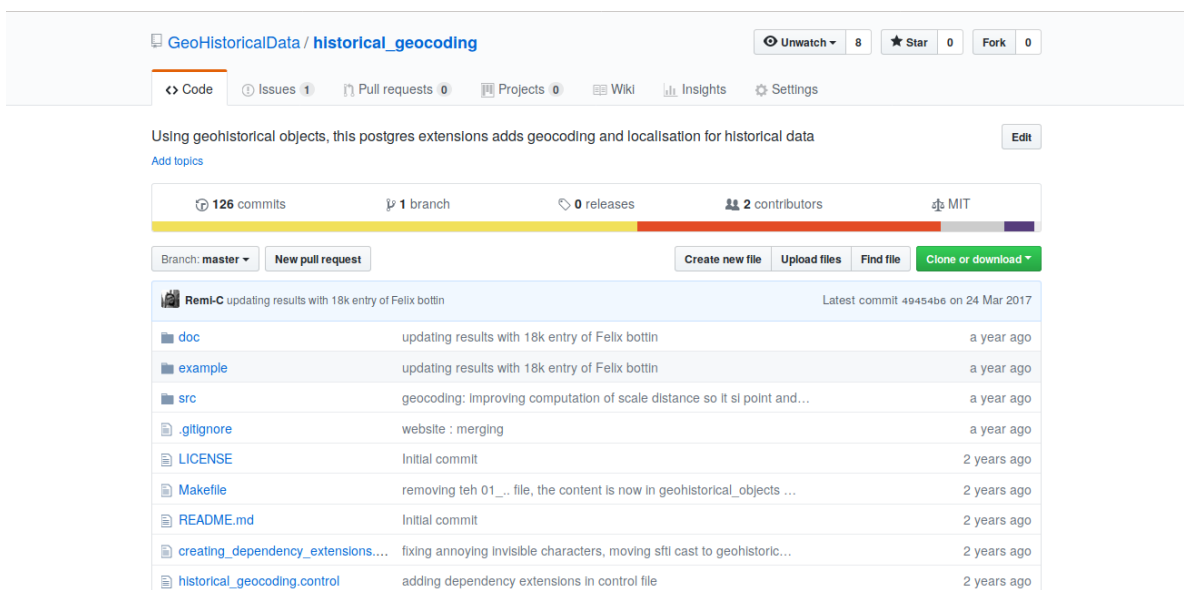 GeoHistoricalData / historical_geocoding Unwatch 8 Star 0 Fork 0
Code Issues 1 Pull requests 0 Projects 0 Wiki Insights Settings
Using geohistorical objects, this postgres extensions adds geocoding and localisation for historical data Edit
Add topics
126 commits 1 branch 0 releases 2 contributors MIT
Branch: master New pull request Create new file Upload files Find file Clone or download
Remi-C updating results with 18k entry of Felix bottin Latest commit 49454b6 on 24 Mar 2017
doc updating results with 18k entry of Felix bottin a year ago
example updating results with 18k entry of Felix bottin a year ago
src geocoding: improving computation of scale distance so it si point and… a year ago
.gitignore website : merging a year ago
LICENSE Initial commit 2 years ago
Makefile removing teh 01_.. file, the content is now in geohistorical_objects … 2 years ago
README.md Initial commit 2 years ago
creating_dependency_extensions.… fixing annoying invisible characters, moving sfti cast to geohistoric… 2 years ago
historical_geocoding.control adding dependency extensions in control file 2 years ago